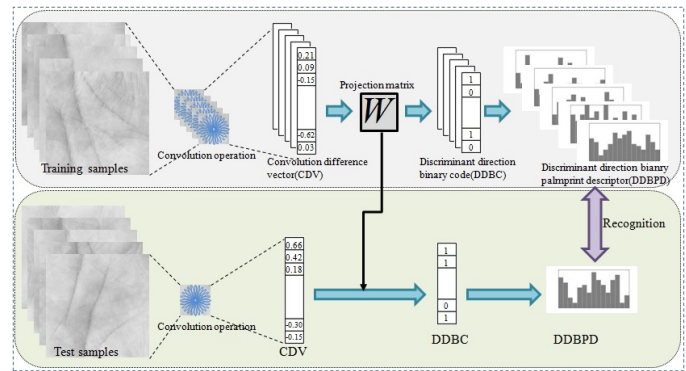 0.21
0.09
-0.15
-0.62
0.03
Projection matrix
W
1
0
1
0
Training samples
Convolution operation
Convolution difference
vector(CDV)
Discriminant direction
binary code(DDBC)
Discriminant direction bianry
palmprint descriptor(DDBPD)
Recognition
0.66
0.42
0.18
-0.30
-0.15
1
1
0
1
Convolution operation
Test samples
CDV
DDBC
DDBPD